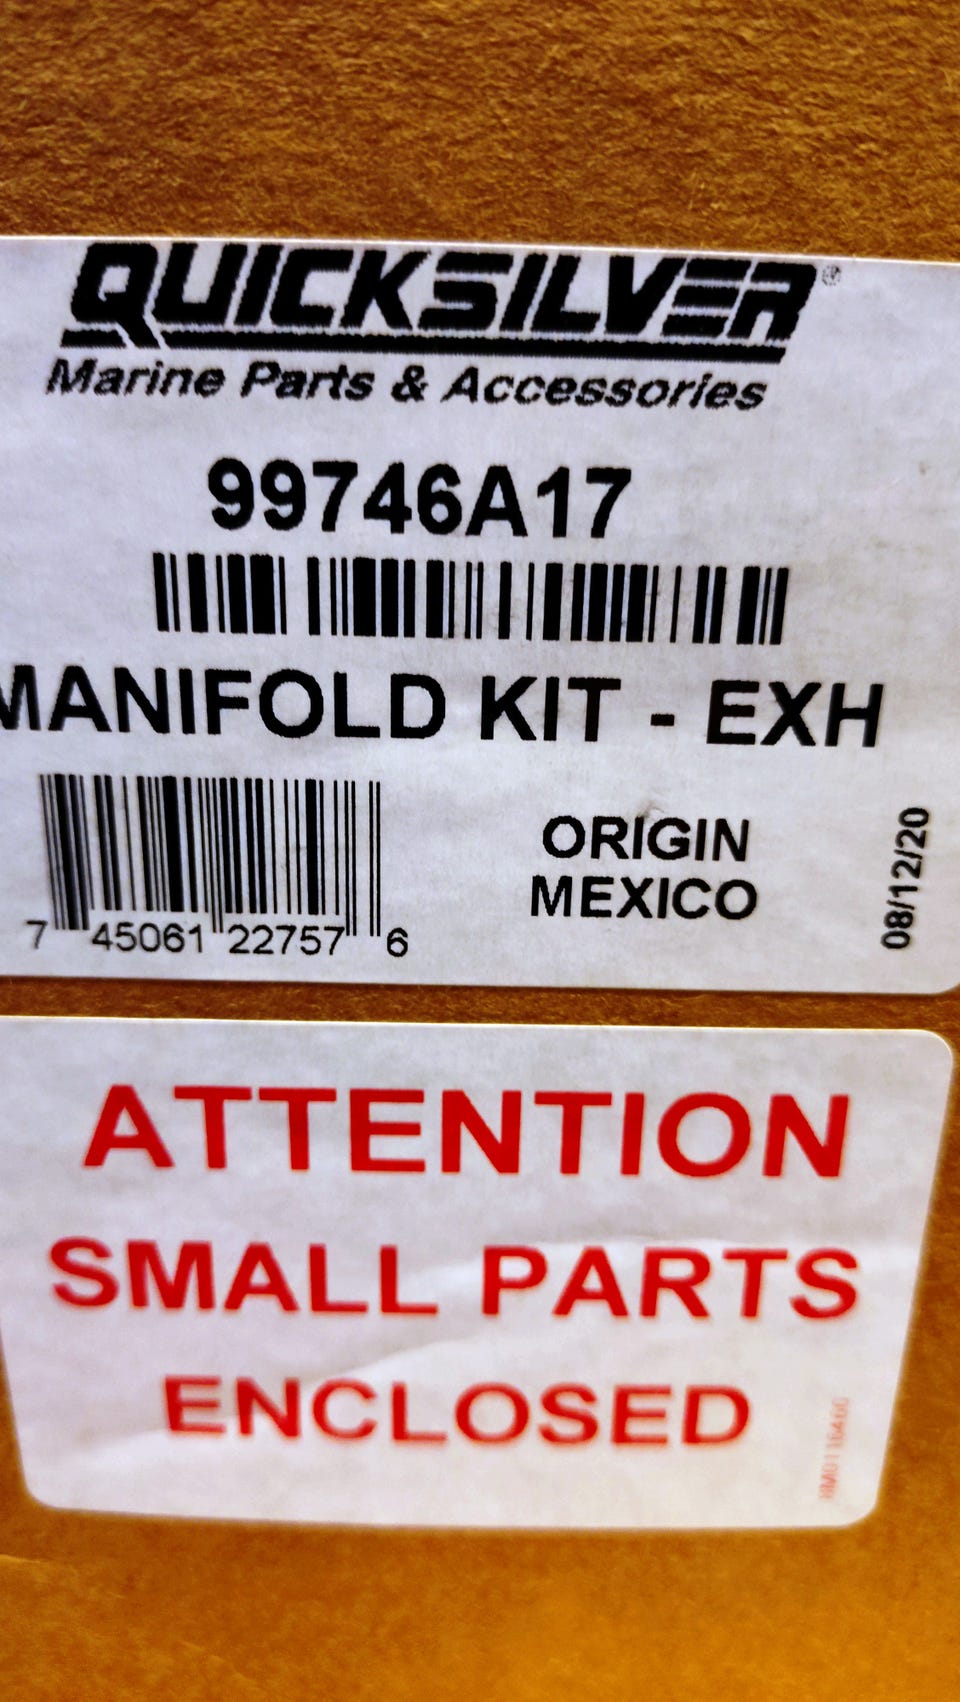 QUICKSILVER®
Marine Parts & Accessories
99746A17
MANIFOLD KIT - EXH
ORIGIN
MEXICO
08/12/20
7 45061 22757 6
ATTENTION
SMALL PARTS
ENCLOSED